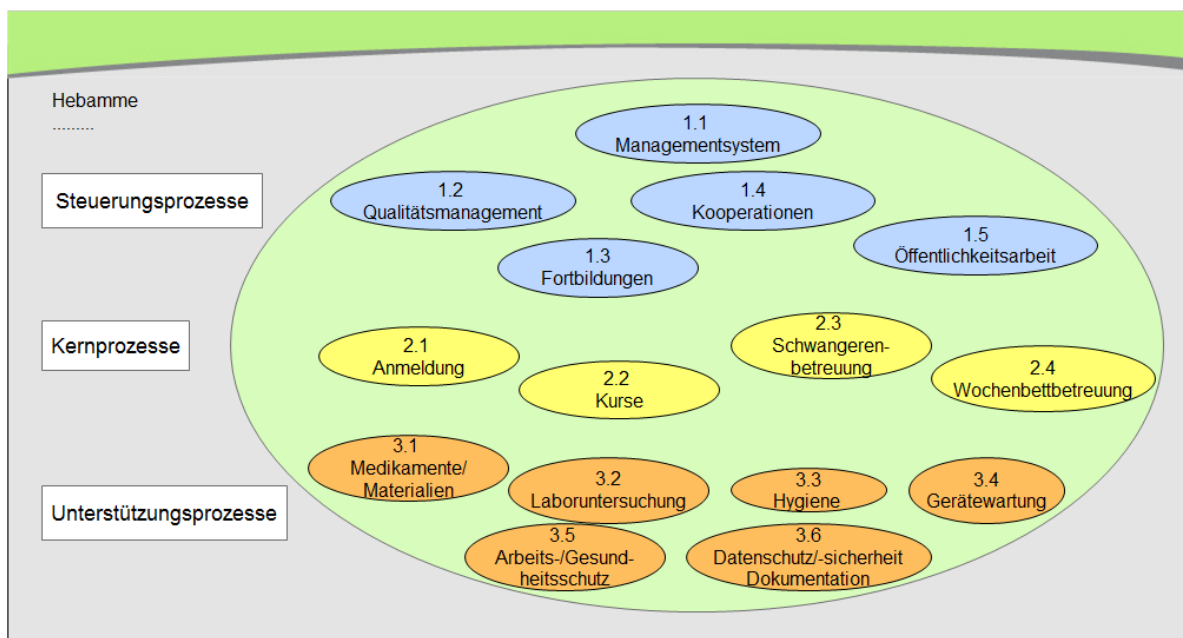 Hebamme
.........
Steuerungsprozesse
1.1
Managementsystem
1.2
Qualitätsmanagement
1.4
Kooperationen
1.3
Fortbildungen
1.5
Öffentlichkeitsarbeit
Kernprozesse
2.1
Anmeldung
2.2
Kurse
2.3
Schwangeren-
betreuung
2.4
Wochenbettbetreuung
Unterstützungsprozesse
3.1
Medikamente/
Materialien
3.2
Laboruntersuchung
3.3
Hygiene
3.4
Gerätewartung
3.5
Arbeits-/Gesund-
heitsschutz
3.6
Datenschutz/-sicherheit
Dokumentation